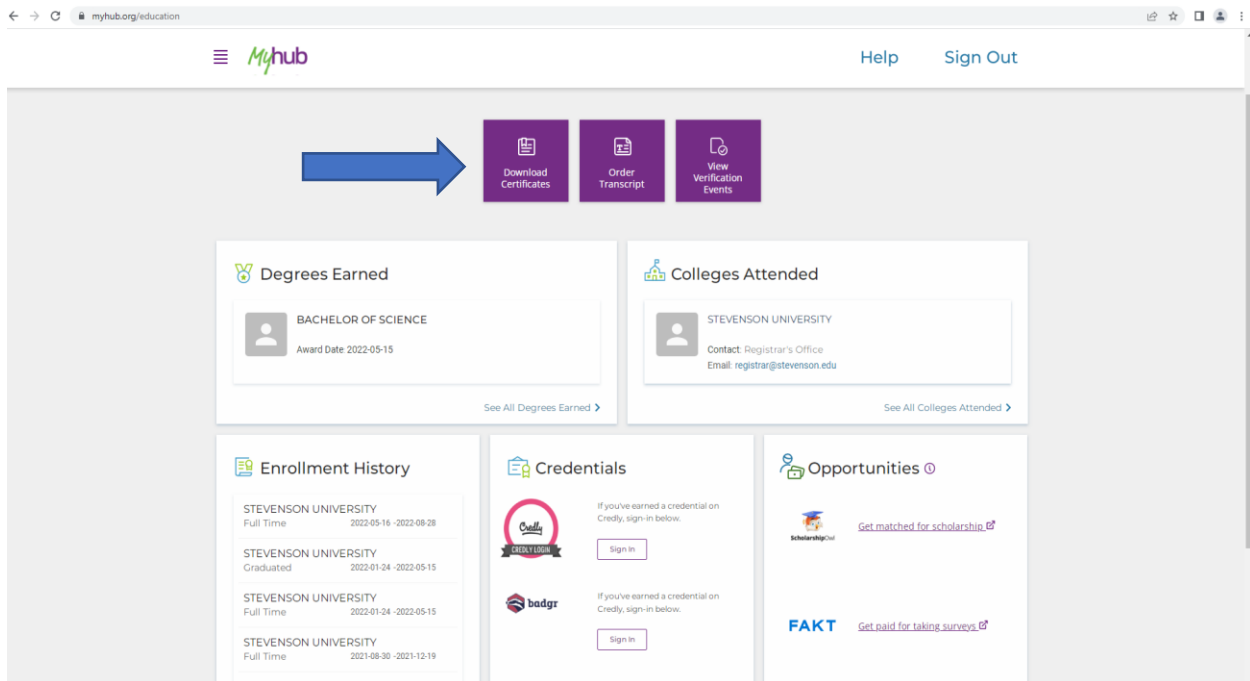 myhub.org/education
Myhub
Help
Sign Out
Download
Certificates
Order
Transcript
View
Verification
Events
Degrees Earned
BACHELOR OF SCIENCE
Award Date: 2022-05-15
See All Degrees Earned
Colleges Attended
STEVENSON UNIVERSITY
Contact: Registrar's Office
Email: registrar@stevenson.edu
See All Colleges Attended
Enrollment History
STEVENSON UNIVERSITY
Full Time 2022-05-16 -2022-08-28
STEVENSON UNIVERSITY
Graduated 2022-01-24 -2022-05-15
STEVENSON UNIVERSITY
Full Time 2022-01-24 -2022-05-15
STEVENSON UNIVERSITY
Full Time 2021-08-30 -2021-12-19
Credentials
Credly
CREDLY LOGIN
If you've earned a credential on
Credly, sign-in below.
Sign In
badgr
If you've earned a credential on
Credly, sign-in below.
Sign In
Opportunities
ScholarshipOwl
Get matched for scholarship
FAKT
Get paid for taking surveys